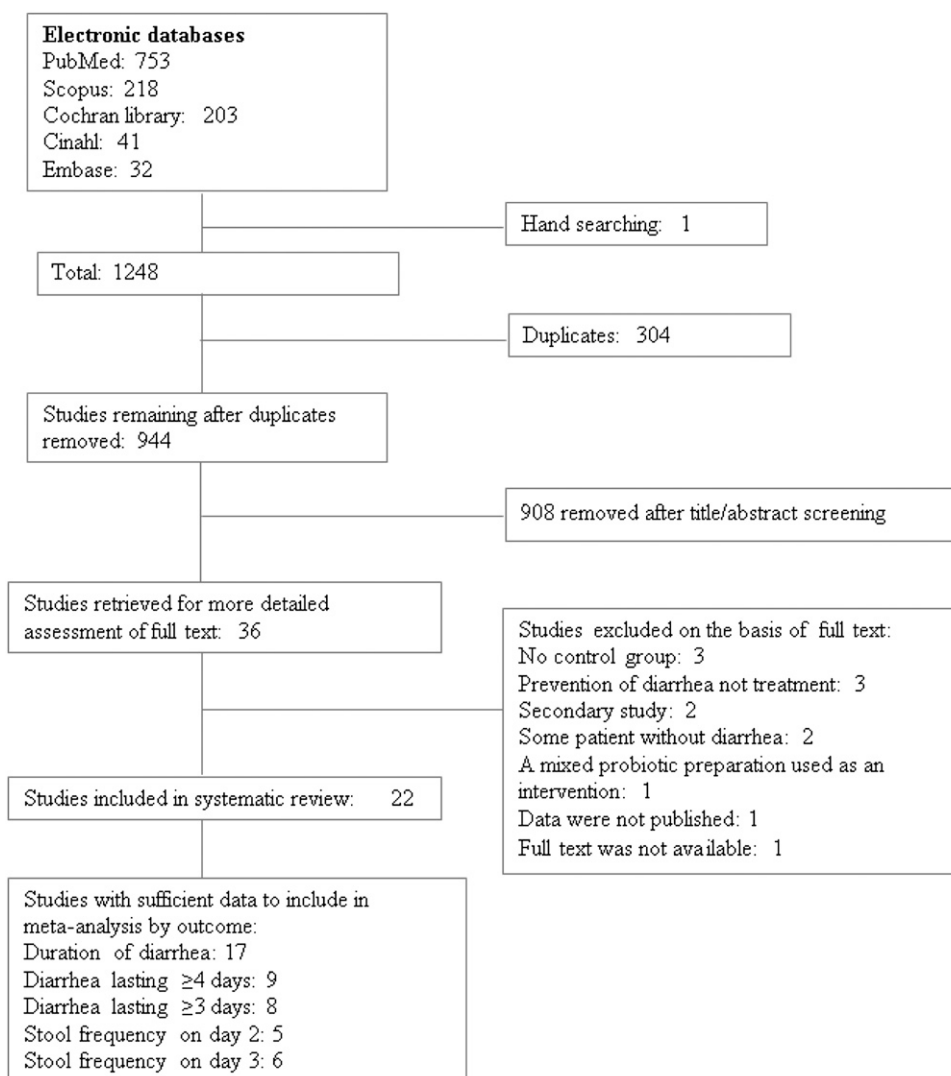 Electronic databases
PubMed: 753
Scopus: 218
Cochran library: 203
Cinahl: 41
Embase: 32
Hand searching: 1
Total: 1248
Duplicates: 304
Studies remaining after duplicates
removed: 944
908 removed after title/abstract screening
Studies retrieved for more detailed
assessment of full text: 36
Studies excluded on the basis of full text:
No control group: 3
Prevention of diarrhea not treatment: 3
Secondary study: 2
Some patient without diarrhea: 2
A mixed probiotic preparation used as an
intervention: 1
Data were not published: 1
Full text was not available: 1
Studies included in systematic review: 22
Studies with sufficient data to include in
meta-analysis by outcome:
Duration of diarrhea: 17
Diarrhea lasting ≥4 days: 9
Diarrhea lasting ≥3 days: 8
Stool frequency on day 2: 5
Stool frequency on day 3: 6